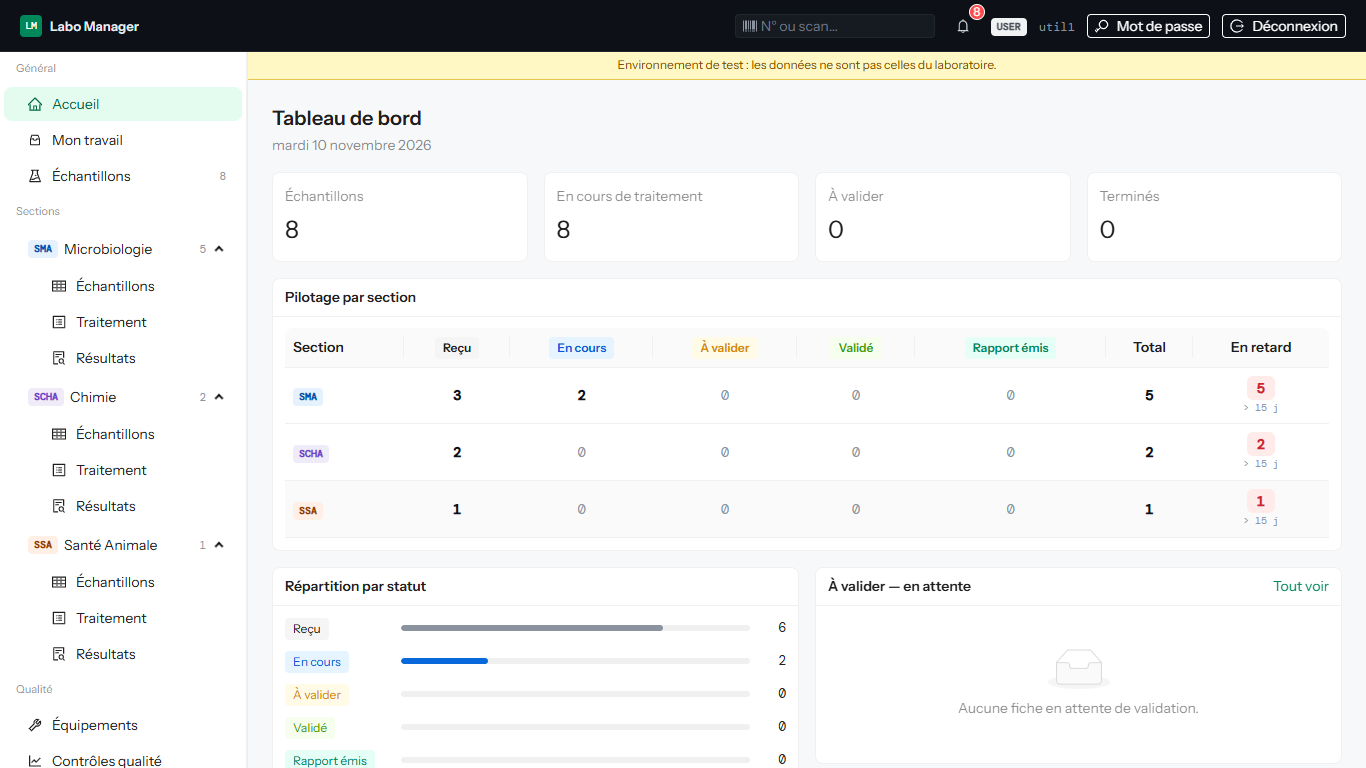 LM Labo Manager
N° ou scan...
8
USER util1 Mot de passe Déconnexion
Environnement de test : les données ne sont pas celles du laboratoire.
Général
Accueil
Mon travail
Échantillons 8
Sections
SMA Microbiologie 5
Échantillons
Traitement
Résultats
SCHA Chimie 2
Échantillons
Traitement
Résultats
SSA Santé Animale 1
Échantillons
Traitement
Résultats
Qualité
Équipements
Contrôles qualité
Tableau de bord
mardi 10 novembre 2026
Échantillons
8
En cours de traitement
8
À valider
0
Terminés
0
Pilotage par section
Section Reçu En cours À valider Validé Rapport émis Total En retard
SMA 3 2 0 0 0 5 5
> 15 j
SCHA 2 0 0 0 0 2 2
> 15 j
SSA 1 0 0 0 0 1 1
> 15 j
Répartition par statut
Reçu 6
En cours 2
À valider 0
Validé 0
Rapport émis 0
À valider — en attente Tout voir
Aucune fiche en attente de validation.